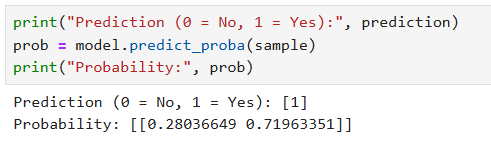 print("Prediction (0 = No, 1 = Yes):", prediction)
prob = model.predict_proba(sample)
print("Probability:", prob)
Prediction (0 = No, 1 = Yes): [1]
Probability: [[0.28036649 0.71963351]]